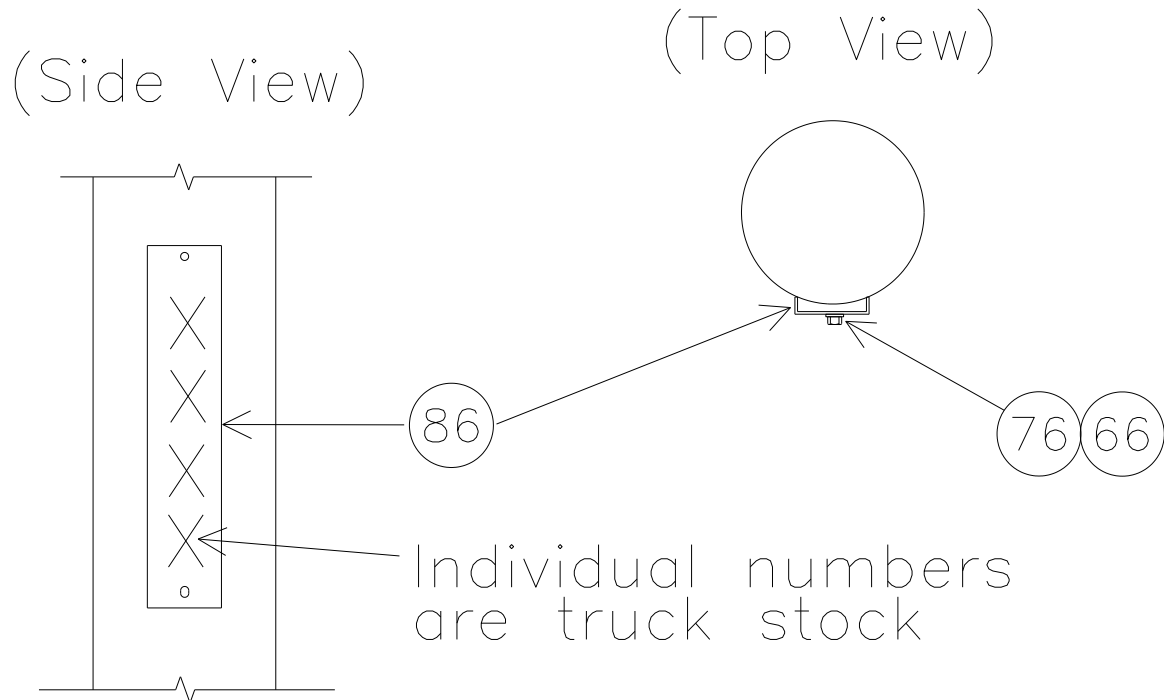 (Side View)
(Top View)
X
X
X
X
86
76 66
Individual numbers
are truck stock